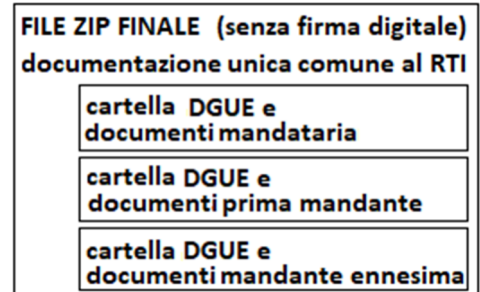 FILE ZIP FINALE (senza firma digitale)
documentazione unica comune al RTI
cartella DGUE e
documenti mandataria
cartella DGUE e
documenti prima mandante
cartella DGUE e
documenti mandante ennesima